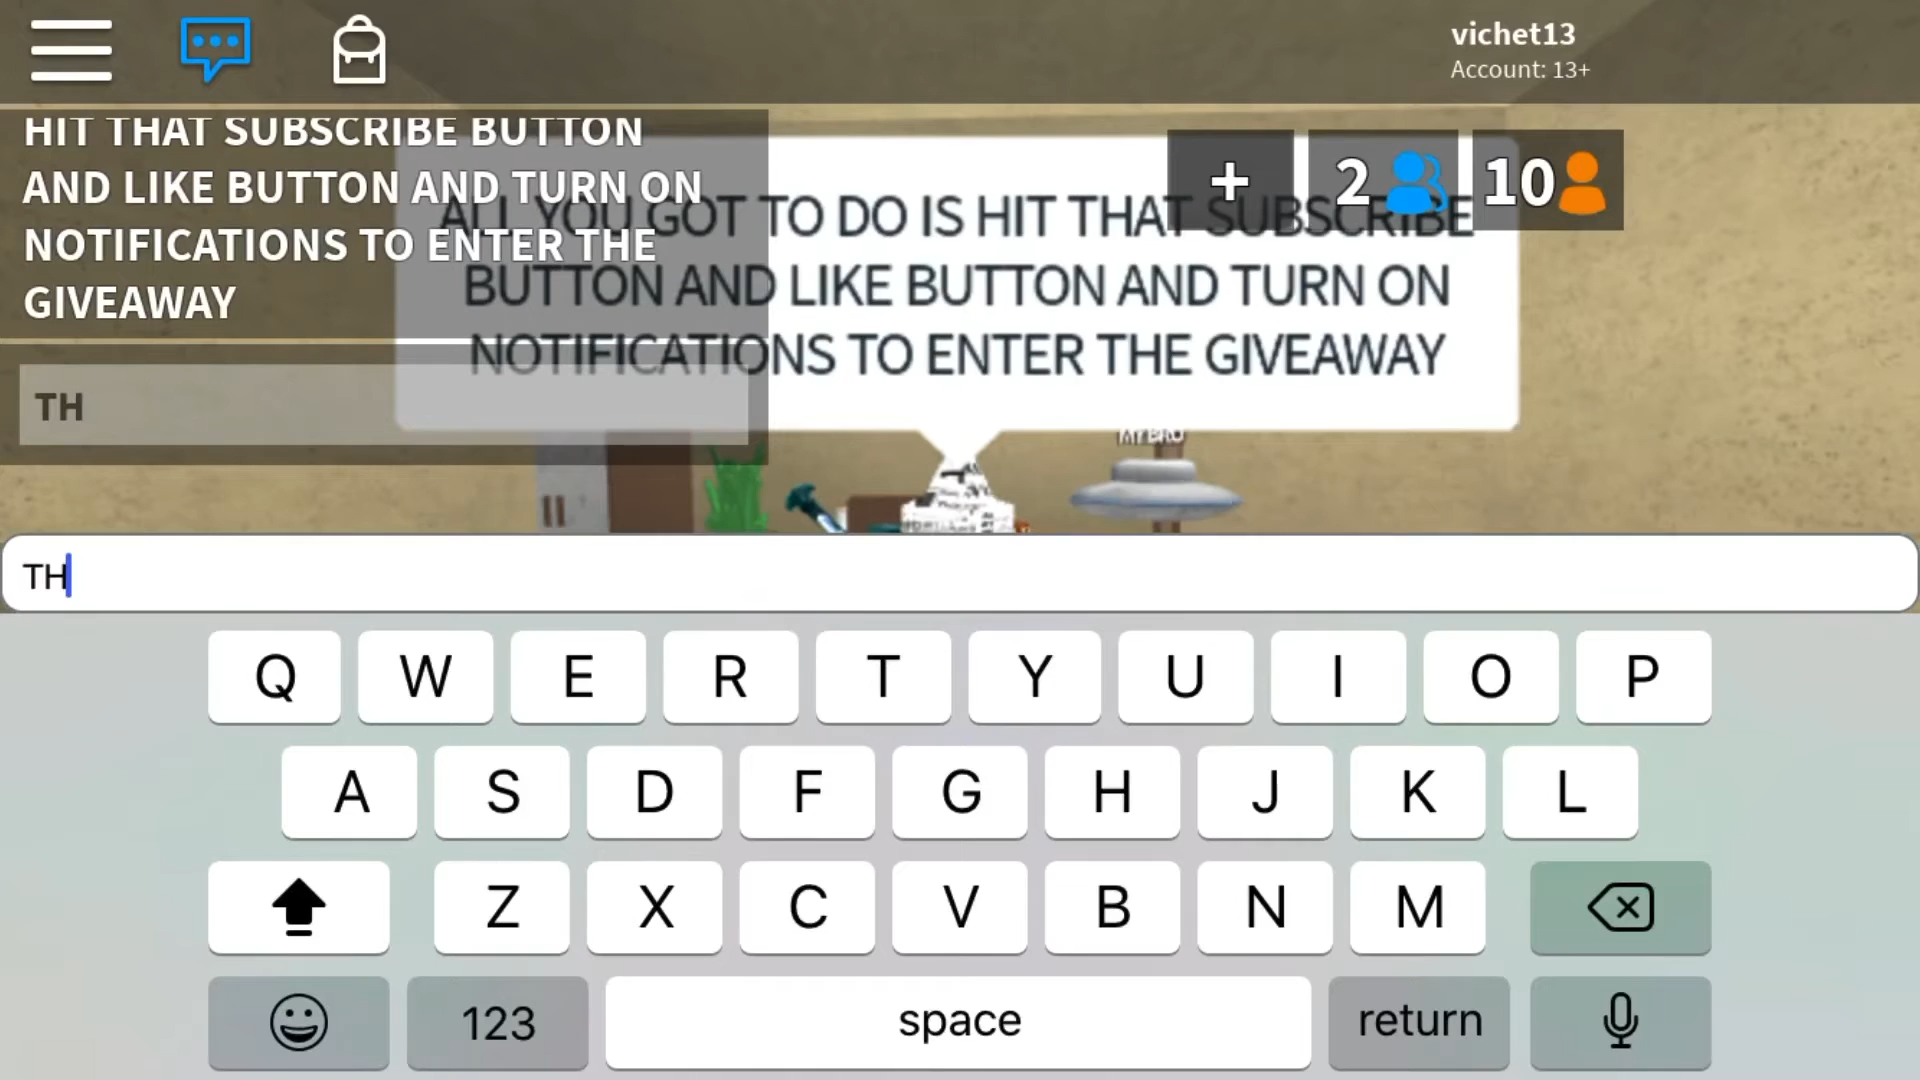 vichet13
Account: 13+
HIT THAT SUBSCRIBE BUTTON
AND LIKE BUTTON AND TURN ON
NOTIFICATIONS TO ENTER THE
GIVEAWAY
+
2
10
ALL YOU GOT TO DO IS HIT THAT SUBSCRIBE
BUTTON AND LIKE BUTTON AND TURN ON
NOTIFICATIONS TO ENTER THE GIVEAWAY
TH
MYBRO
TH
Q W E R T Y U I O P
A S D F G H J K L
Z X C V B N M
123 space return